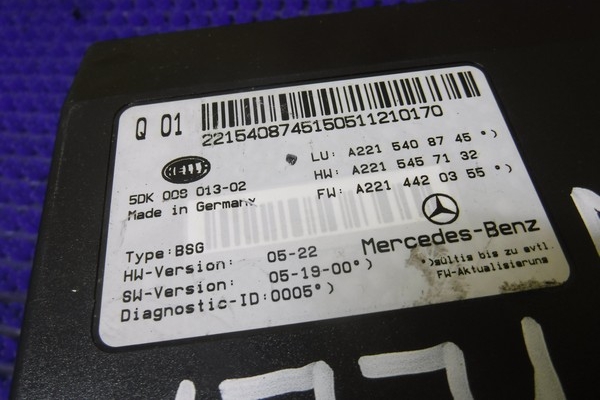 Q 01
221540874515051 1210170
HELLA
LU: A221 540 87 45°)
5DK 008 013-02
HW: A221 545 71 32
Made in Germany
FW: A221 442 03 55°)
Type:BSG
Mercedes-Benz
HW-Version: 05-22
SW-Version: 05-19-00°)
Diagnostic-ID:0005°)
°)gültig bis zu evtl.
FW-Aktualisierung